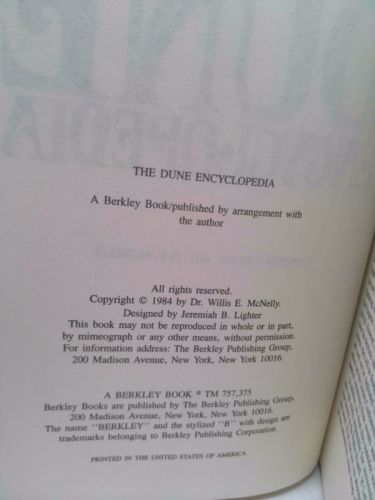 THE DUNE ENCYCLOPEDIA
A Berkley Book/published by arrangement with
the author
All rights reserved.
Copyright © 1984 by Dr. Willis E. McNelly.
Designed by Jeremiah B. Lighter
This book may not be reproduced in whole or in part,
by mimeograph or any other means, without permission.
For information address: The Berkley Publishing Group,
200 Madison Avenue, New York, New York 10016.
A BERKLEY BOOK ® TM 757,375
Berkley Books are published by The Berkley Publishing Group,
200 Madison Avenue, New York, New York 10016.
The name "BERKLEY" and the stylized "B" with design are
trademarks belonging to Berkley Publishing Corporation.
PRINTED IN THE UNITED STATES OF AMERICA